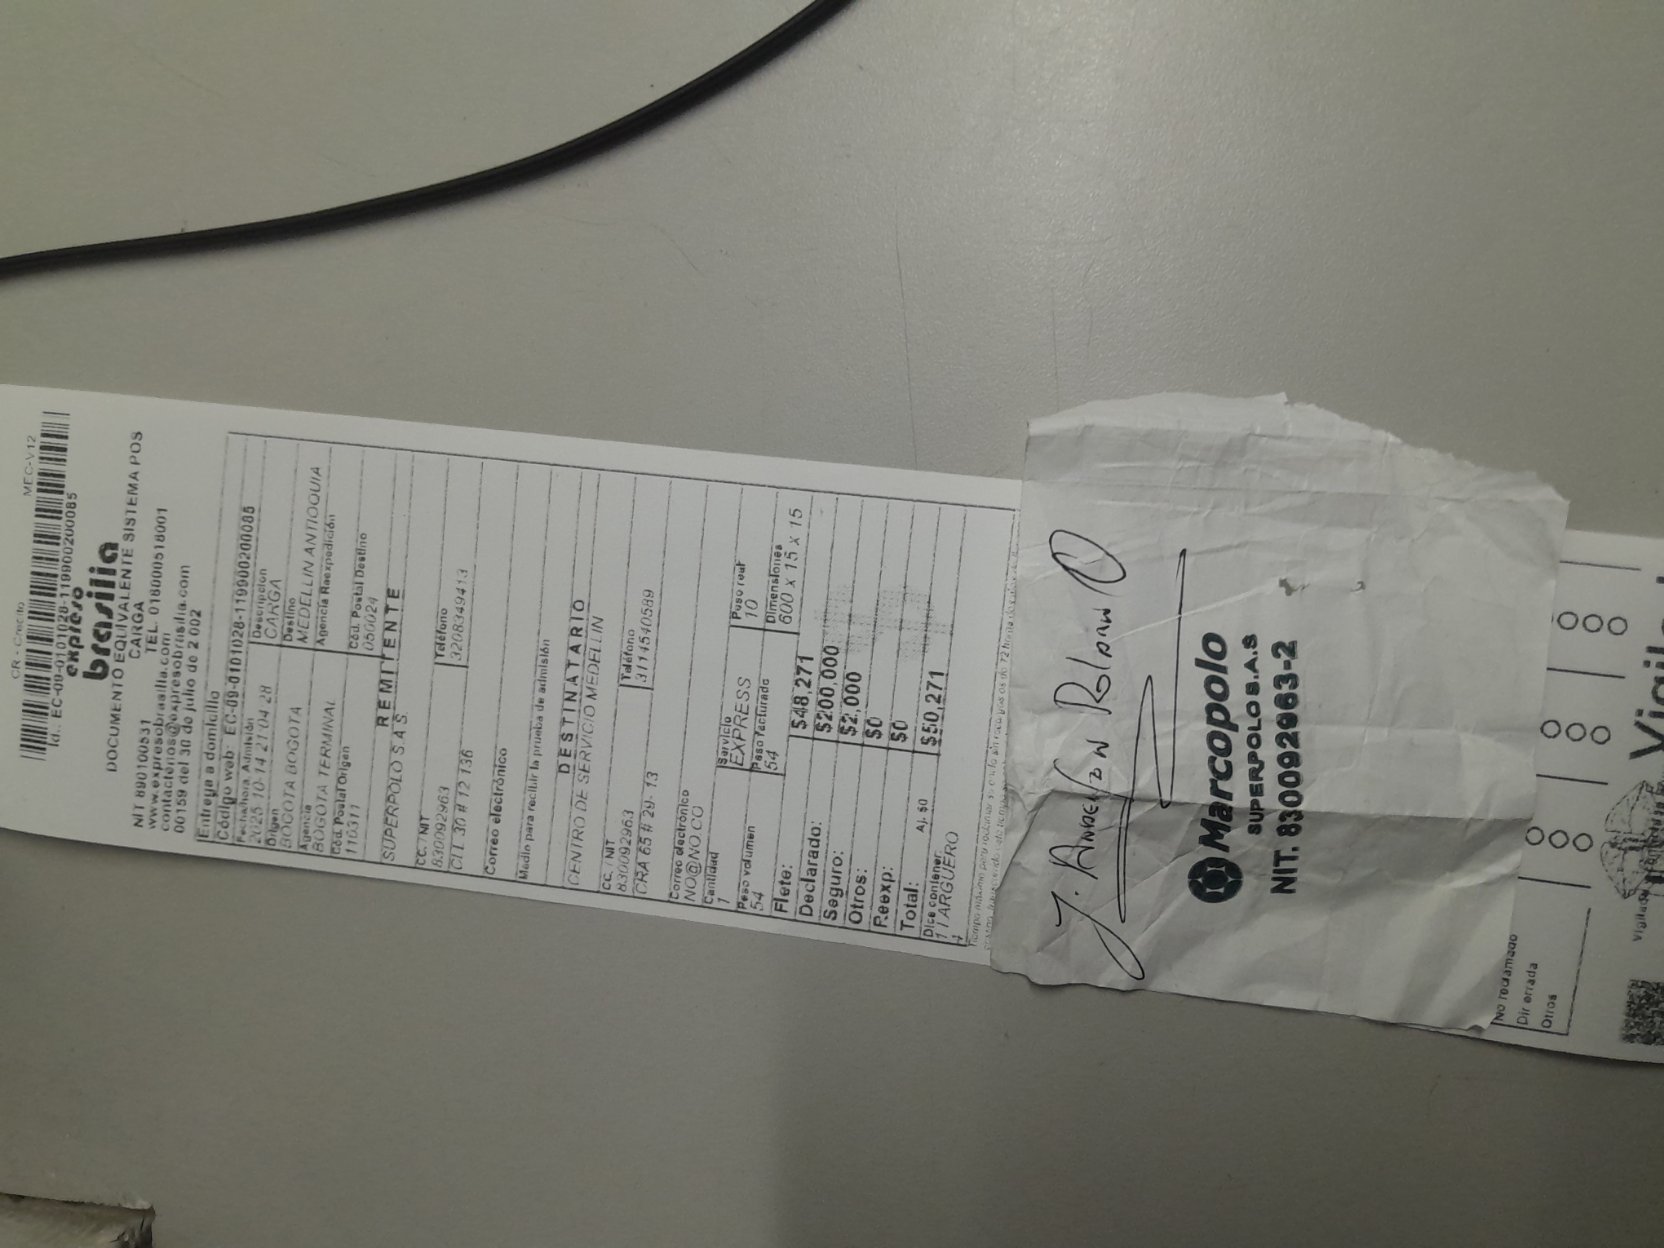 CR - Crédito MEC-V12
Id.: EC-09-0101028-119900200085
expreso
brasilia
DOCUMENTO EQUIVALENTE SISTEMA POS
CARGA
NIT 890100531 TEL. 018000518001
www.expresobrasilia.com
contactenos@expresobrasilia.com
00159 del 30 de julio de 2 002
Entrega a domicilio
Código web: EC-09-0101028-119900200085
Fecha/hora Admisión Descripcion
2025-10-14 21:04:28 CARGA
Origen Destino
BOGOTA BOGOTA MEDELLIN ANTIOQUIA
Agencia Agencia Reexpedición
BOGOTA TERMINAL
Cód. Postal Origen Cód. Postal Destino
110311 050024
REMITENTE
SUPERPOLO S.A.S.
CC. / NIT Teléfono
830092963 3208349413
CLL 30 # 12 136
Correo electrónico
Medio para recibir la prueba de admisión
DESTINATARIO
CENTRO DE SERVICIO MEDELLIN
CC. / NIT Teléfono
830092963 3114540589
CRA 65 # 29- 13
Correo electrónico
NO@NO.CO
Cantidad Servicio Peso real
1 EXPRESS 10
Peso volumen Peso facturado Dimensiones
54 54 600 X 15 X 15
Flete: $48,271
Declarado: $200,000
Seguro: $2,000
Otros: $0
Reexp: $0
Total: Aj. $0 $50,271
Dice contener
1 / LARGUERO
J. ANDERSON ROLDAN
Marcopolo
SUPERPOLO S.A.S
NIT. 830092963-2
No reclamado
Dir errada
Otros